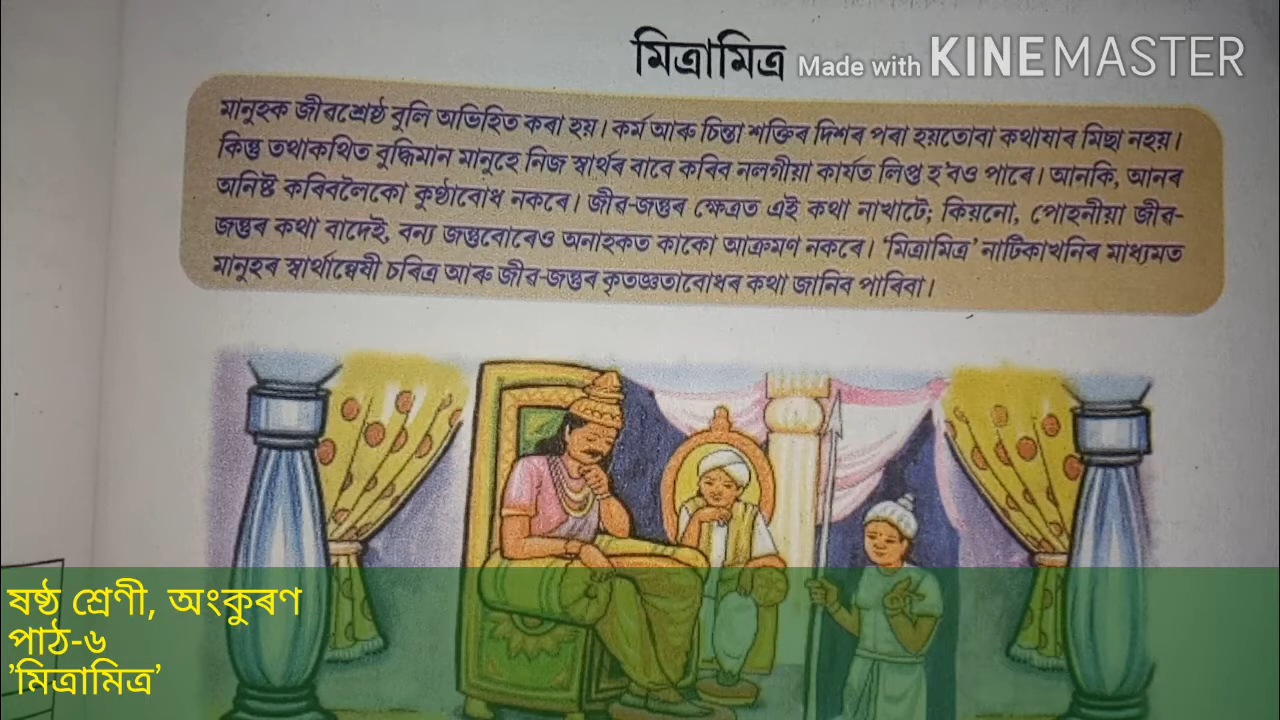 মিত্ৰামিত্ৰ
Made with KINEMASTER
মানুহক জীৱশ্ৰেষ্ঠ বুলি অভিহিত কৰা হয়। কৰ্ম আৰু চিন্তা শক্তিৰ দিশৰ পৰা হয়তোবা কথাষাৰ মিছা নহয়।
কিন্তু তথাকথিত বুদ্ধিমান মানুহে নিজ স্বাৰ্থৰ বাবে কৰিব নলগীয়া কাৰ্যত লিপ্ত হ'বও পাৰে। আনকি, আনৰ
অনিষ্ট কৰিবলৈকো কুণ্ঠাবোধ নকৰে। জীৱ-জন্তুৰ ক্ষেত্ৰত এই কথা নাখাটে; কিয়নো, পোহনীয়া জীৱ-
জন্তুৰ কথা বাদেই, বন্য জন্তুবোৰেও অনাহকত কাকো আক্ৰমণ নকৰে। 'মিত্ৰামিত্ৰ' নাটিকাখনিৰ মাধ্যমত
মানুহৰ স্বাৰ্থান্বেষী চৰিত্ৰ আৰু জীৱ-জন্তুৰ কৃতজ্ঞতাবোধৰ কথা জানিব পাৰিবা।
ষষ্ঠ শ্ৰেণী, অংকুৰণ
পাঠ-৬
'মিত্ৰামিত্ৰ'